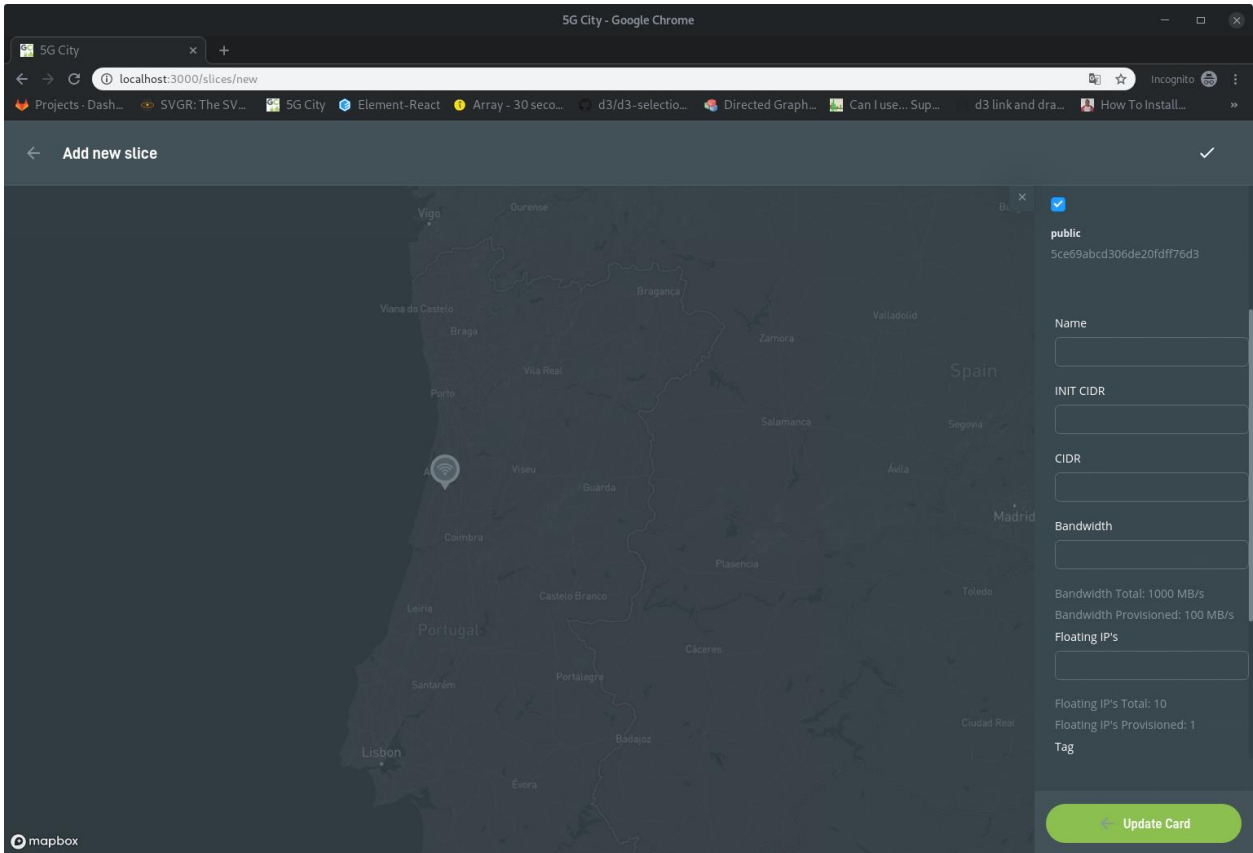 5G City - Google Chrome
5G City
localhost:3000/slices/new
Incognito
Projects · Dash...
SVGR: The SV...
5G City
Element-React
Array - 30 seco...
d3/d3-selectio...
Directed Graph...
Can I use... Sup...
d3 link and dra...
How To Install...
»
Add new slice
public
5ce69abcd306de20fdff76d3
Name
INIT CIDR
CIDR
Bandwidth
Bandwidth Total: 1000 MB/s
Bandwidth Provisioned: 100 MB/s
Floating IP's
Floating IP's Total: 10
Floating IP's Provisioned: 1
Tag
Update Card
Vigo
Ourense
Bragança
Viana do Castelo
Braga
Valladolid
Zamora
Vila Real
Spain
Porto
Salamanca
Segovia
Viseu
Ávila
Guarda
Madrid
Coimbra
Plasencia
Castelo Branco
Toledo
Leiria
Portugal
Cáceres
Portalegre
Santarém
Ciudad Real
Badajoz
Lisbon
Évora
mapbox